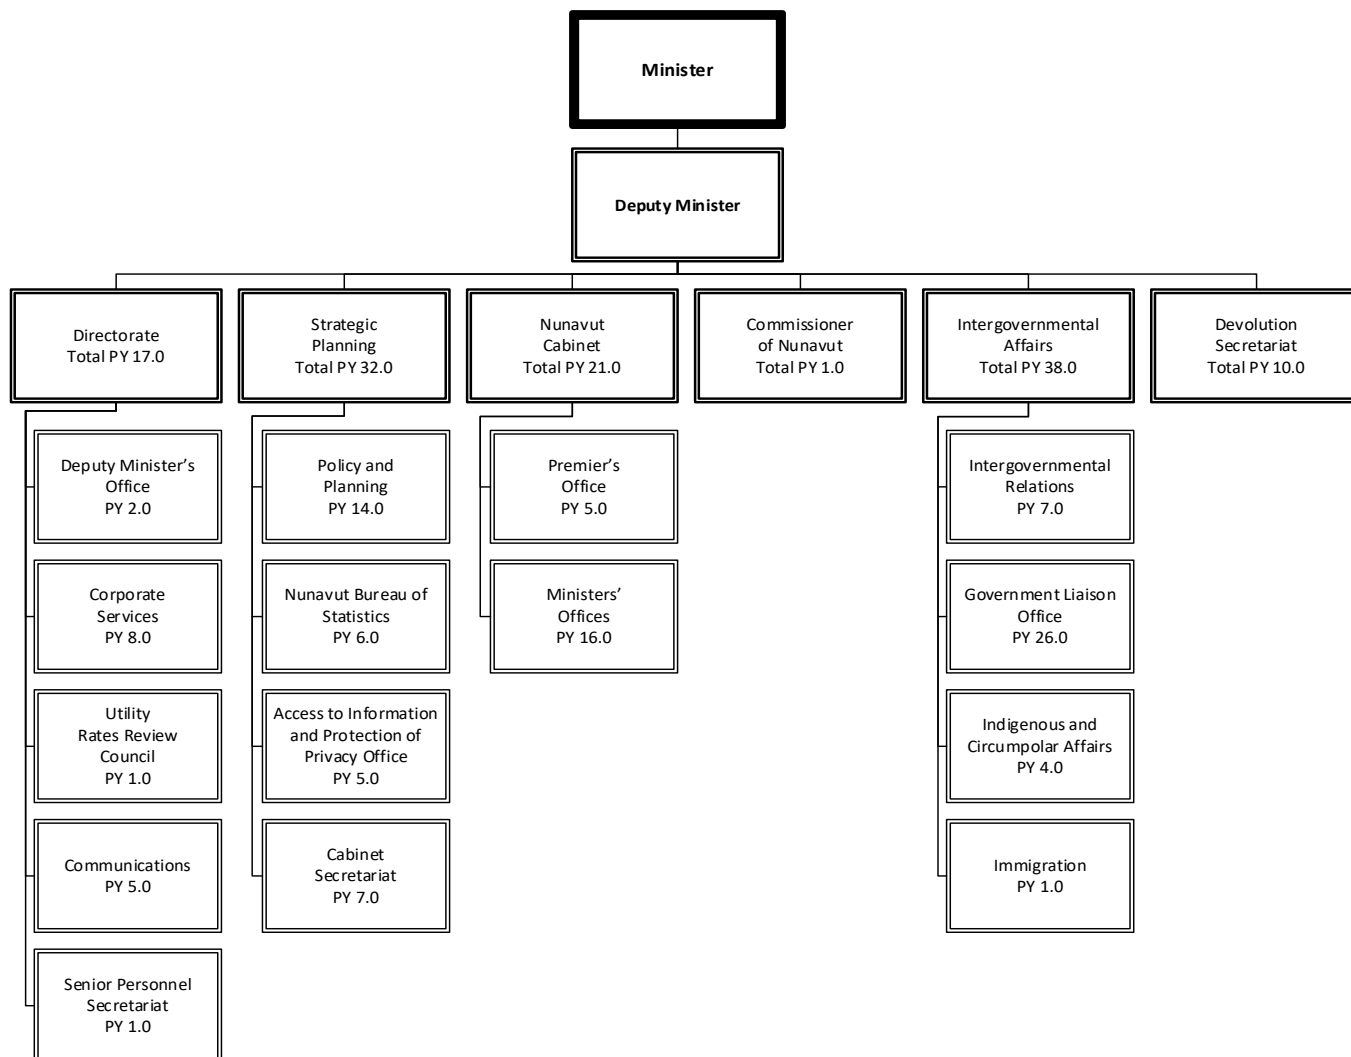 Minister
Deputy Minister
Directorate
Total PY 17.0
Strategic
Planning
Total PY 32.0
Nunavut
Cabinet
Total PY 21.0
Commissioner
of Nunavut
Total PY 1.0
Intergovernmental
Affairs
Total PY 38.0
Devolution
Secretariat
Total PY 10.0
Deputy Minister’s
Office
PY 2.0
Policy and
Planning
PY 14.0
Premier’s
Office
PY 5.0
Intergovernmental
Relations
PY 7.0
Corporate
Services
PY 8.0
Nunavut Bureau of
Statistics
PY 6.0
Ministers’
Offices
PY 16.0
Government Liaison
Office
PY 26.0
Utility
Rates Review
Council
PY 1.0
Access to Information
and Protection of
Privacy Office
PY 5.0
Indigenous and
Circumpolar Affairs
PY 4.0
Communications
PY 5.0
Cabinet
Secretariat
PY 7.0
Immigration
PY 1.0
Senior Personnel
Secretariat
PY 1.0